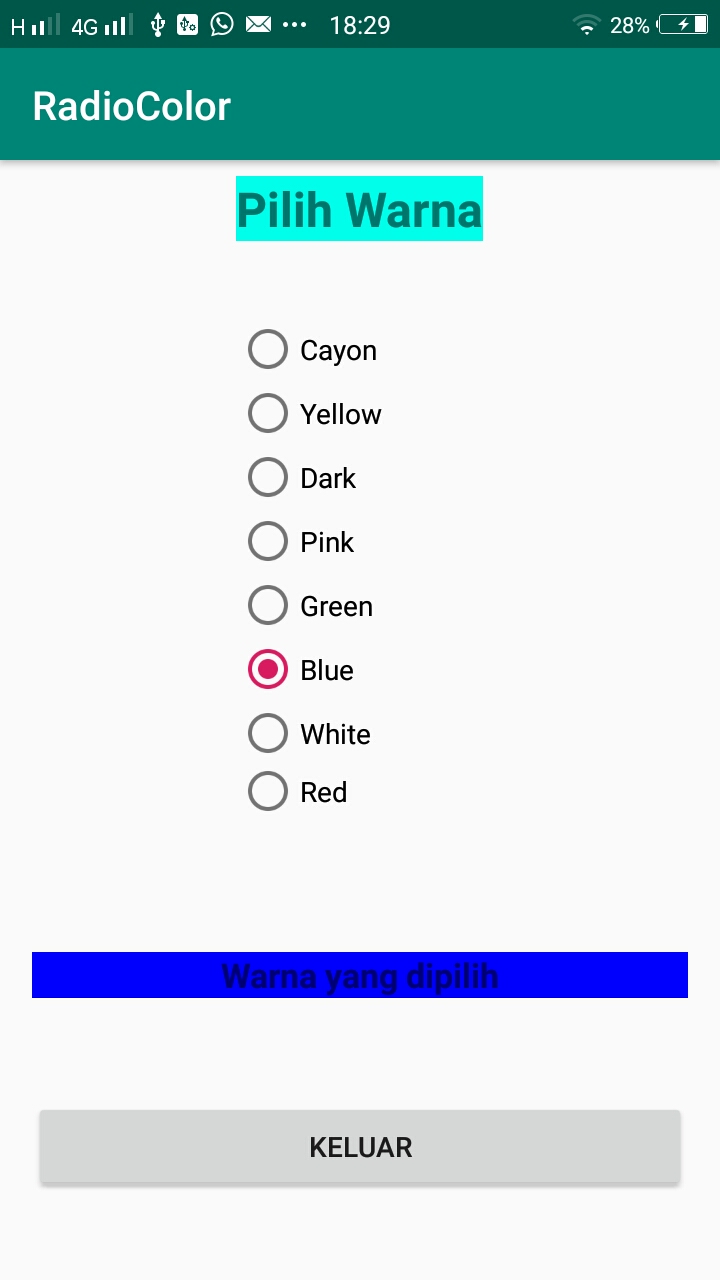 H 4G 18:29 28%
RadioColor
Pilih Warna
Cayon
Yellow
Dark
Pink
Green
Blue
White
Red
Warna yang dipilih
KELUAR